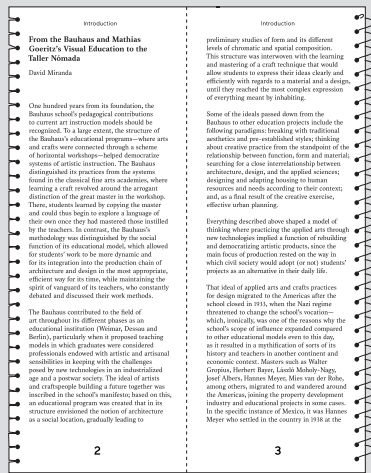 Introduction
From the Bauhaus and Mathias
Goeritz's Visual Education to the
Taller Nómada
David Miranda
One hundred years from its foundation, the
Bauhaus school's pedagogical contributions
to current art instruction models should be
recognized. To a large extent, the structure of
the Bauhaus's educational programs—where arts
and crafts were connected through a scheme
of horizontal workshops—helped democratize
systems of artistic instruction. The Bauhaus
distinguished its practices from the systems
found in the classical fine arts academies, where
learning a craft revolved around the arrogant
distinction of the great master in the workshop.
There, students learned by copying the master
and could thus begin to explore a language of
their own once they had mastered those instilled
by the teachers. In contrast, the Bauhaus's
methodology was distinguished by the social
function of its educational model, which allowed
for students' work to be more dynamic and
for its integration into the production chain of
architecture and design in the most appropriate,
efficient way for its time, while maintaining the
spirit of vanguard of its teachers, who constantly
debated and discussed their work methods.
The Bauhaus contributed to the field of
art throughout its different phases as an
educational institution (Weimar, Dessau and
Berlin), particularly when it proposed teaching
models in which graduates were considered
professionals endowed with artistic and artisanal
sensibilities in keeping with the challenges
posed by new technologies in an industrialized
age and a postwar society. The ideal of artists
and craftspeople building a future together was
inscribed in the school's manifesto; based on this,
an educational program was created that in its
structure envisioned the notion of architecture
as a social location, gradually leading to
2
Introduction
preliminary studies of form and its different
levels of chromatic and spatial composition.
This structure was interwoven with the learning
and mastering of a craft technique that would
allow students to express their ideas clearly and
efficiently with regards to a material and a design,
until they reached the most complex expression
of everything meant by inhabiting.
Some of the ideals passed down from the
Bauhaus to other education projects include the
following paradigms: breaking with traditional
aesthetics and pre-established styles; thinking
about creative practice from the standpoint of the
relationship between function, form and material;
searching for a close interrelationship between
architecture, design, and the applied sciences;
designing and adapting housing to human
resources and needs according to their context;
and, as a final result of the creative exercise,
effective urban planning.
Everything described above shaped a model of
thinking where practicing the applied arts through
new technologies implied a function of rebuilding
and democratizing artistic products, since the
main focus of production rested on the way in
which civil society would adopt (or not) students'
projects as an alternative in their daily life.
That ideal of applied arts and crafts practices
for design migrated to the Americas after the
school closed in 1933, when the Nazi regime
threatened to change the school's vocation—
which, ironically, was one of the reasons why the
school's scope of influence expanded compared
to other educational models even to this day,
as it resulted in a mystification of sorts of its
history and teachers in another continent and
economic context. Masters such as Walter
Gropius, Herbert Bayer, László Moholy-Nagy,
Josef Albers, Hannes Meyer, Mies van der Rohe,
among others, migrated to and wandered around
the Americas, joining the property development
industry and educational projects in some cases.
In the specific instance of Mexico, it was Hannes
Meyer who settled in the country in 1938 at the
3